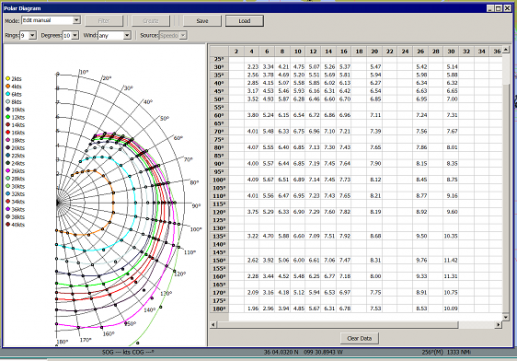 Polar Diagram
Mode: Edit manual Filter Create Save Load
Rings: 9 Degrees: 10 Wind: any Source: Speedo
2 4 6 8 10 12 14 16 18 20 22 24 26 28 30 32 34 36
25°
30° 2.23 3.34 4.21 4.75 5.07 5.26 5.37 5.47 5.42 5.14
35° 2.56 3.78 4.69 5.20 5.51 5.69 5.81 5.94 5.98 5.88
40° 2.85 4.15 5.07 5.58 5.85 6.02 6.13 6.27 6.34 6.32
45° 3.17 4.53 5.46 5.93 6.16 6.31 6.42 6.54 6.63 6.65
50° 3.52 4.93 5.87 6.28 6.46 6.60 6.70 6.85 6.95 7.00
60° 3.80 5.24 6.15 6.54 6.72 6.86 6.96 7.11 7.24 7.31
70° 4.01 5.48 6.33 6.75 6.96 7.10 7.21 7.39 7.56 7.67
4.07 5.55 6.40 6.85 7.13 7.30 7.43 7.65 7.86 8.01
4.00 5.57 6.44 6.85 7.19 7.45 7.64 7.90 8.15 8.35
100° 4.09 5.67 6.51 6.89 7.14 7.45 7.72 8.12 8.45 8.75
110° 4.01 5.56 6.47 6.95 7.23 7.43 7.65 8.21 8.77 9.16
120° 3.75 5.29 6.33 6.90 7.29 7.60 7.82 8.19 8.92 9.60
135° 3.22 4.70 5.88 6.60 7.09 7.51 7.92 8.68 9.50 10.35
150° 2.62 3.92 5.06 6.00 6.61 7.06 7.47 8.31 9.76 11.42
160° 2.28 3.44 4.52 5.48 6.25 6.77 7.18 8.00 9.33 11.31
170° 2.09 3.16 4.18 5.12 5.94 6.53 6.97 7.75 8.91 10.75
180° 1.96 2.96 3.94 4.85 5.67 6.31 6.78 7.53 8.53 10.09
2kts
4kts
6kts
8kts
10kts
12kts
14kts
16kts
18kts
20kts
22kts
24kts
26kts
28kts
30kts
32kts
34kts
36kts
38kts
40kts
10°
20°
30°
40°
50°
60°
70°
80°
90°
100°
110°
120°
130°
140°
150°
160°
170°
180°
Clear Data
SOG --- kts COG ---° 36 04.0320 N 099 30.8943 W 256°(M) 1333 NMi